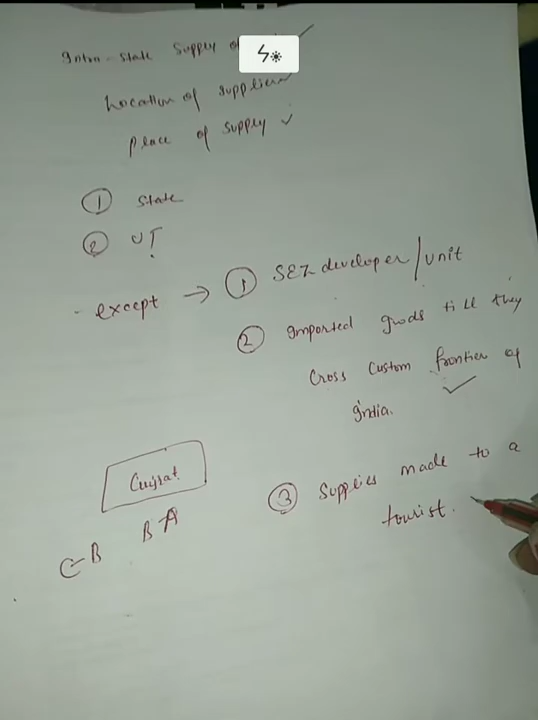 Intra-State Supply of
Location of Supplier
place of supply ✓
① State
② UT
- except → ① SEZ developer/unit
② Imported goods till they
Cross Custom frontier of
India.
Gujrat
③ Supplies made to a
tourist.
B A
C B